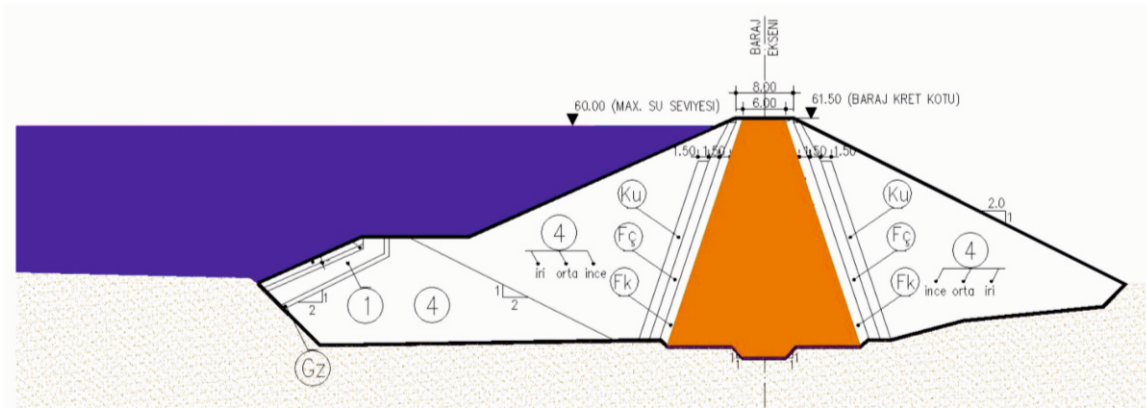 BARAJ
EKSENI
8.00
6.00
60.00 (MAX. SU SEVIYESI)
61.50 (BARAJ KRET KOTU)
1.50 1.50
1.50 1.50
Ku
Ku
2.0
1
4
iri orta ince
Fç
Fç
4
ince orta iri
Fk
Fk
1
2
1
2
1
4
1
1
1
1
Gz